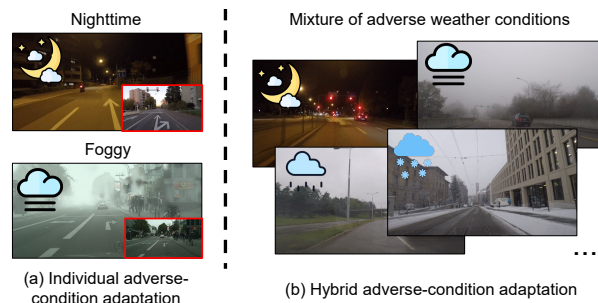 Nighttime
Foggy
(a) Individual adverse-
condition adaptation
Mixture of adverse weather conditions
...
(b) Hybrid adverse-condition adaptation